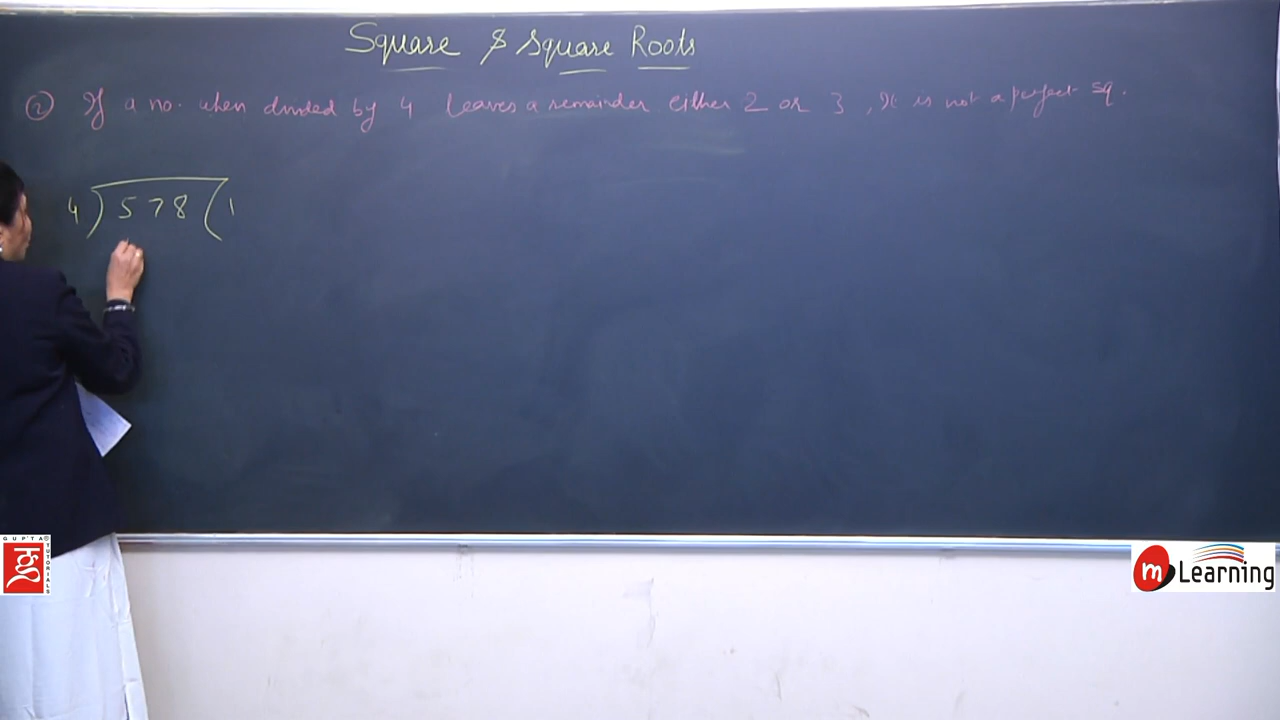 Square & Square Roots
(2) If a no. when divided by 4 leaves a remainder either 2 or 3, It is not a perfect sq.
4) 578 (1
GUPTA TUTORIALS
m Learning